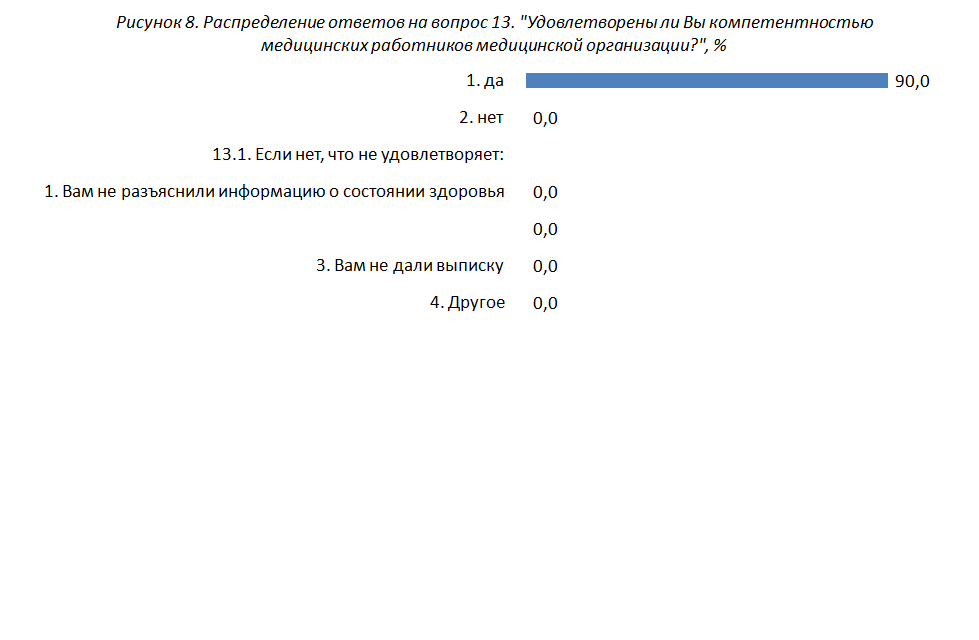 Рисунок 8. Распределение ответов на вопрос 13. "Удовлетворены ли Вы компетентностью
медицинских работников медицинской организации?", %
1. да 90,0
2. нет 0,0
13.1. Если нет, что не удовлетворяет:
1. Вам не разъяснили информацию о состоянии здоровья 0,0
0,0
3. Вам не дали выписку 0,0
4. Другое 0,0